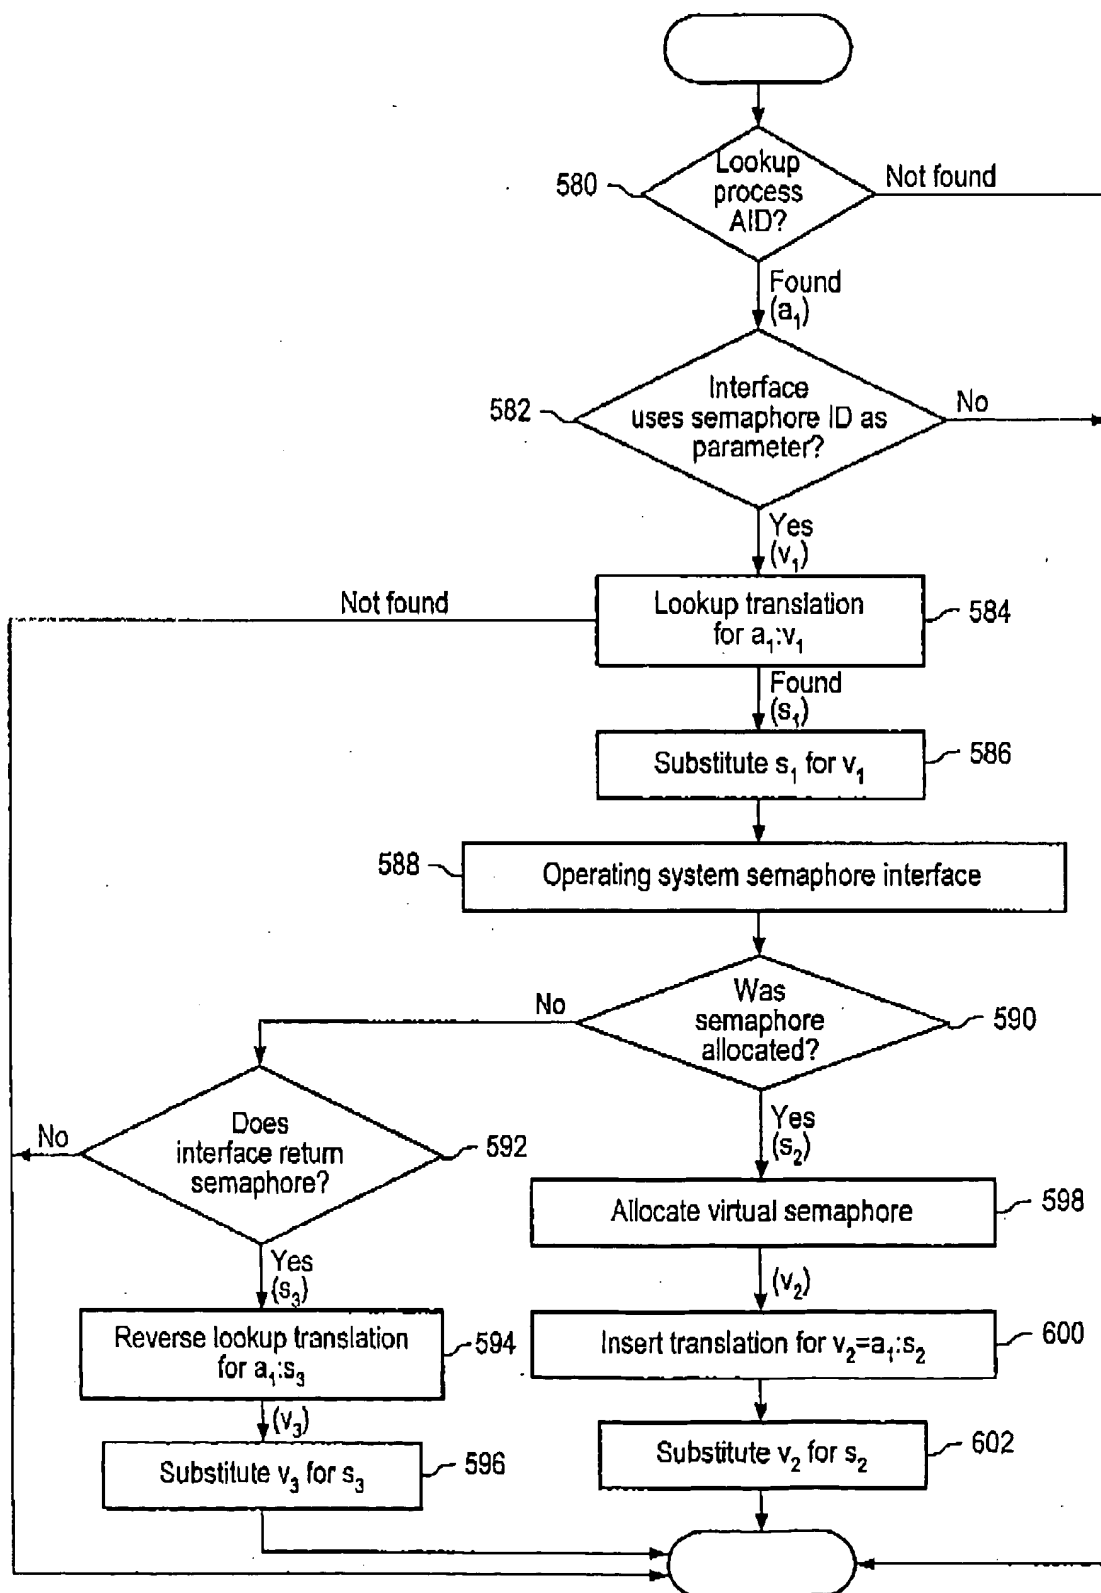 Lookup
process
AID?
580
Not found
Found
(a₁)
Interface
uses semaphore ID as
parameter?
582
No
Yes
(v₁)
Not found
Lookup translation
for a₁:v₁
584
Found
(s₁)
Substitute s₁ for v₁
586
588
Operating system semaphore interface
Was
semaphore
allocated?
590
No
Does
interface return
semaphore?
592
No
Yes
(s₂)
Allocate virtual semaphore
598
Yes
(s₃)
(v₂)
Reverse lookup translation
for a₁:s₃
594
Insert translation for v₂=a₁:s₂
600
(v₃)
Substitute v₃ for s₃
596
Substitute v₂ for s₂
602